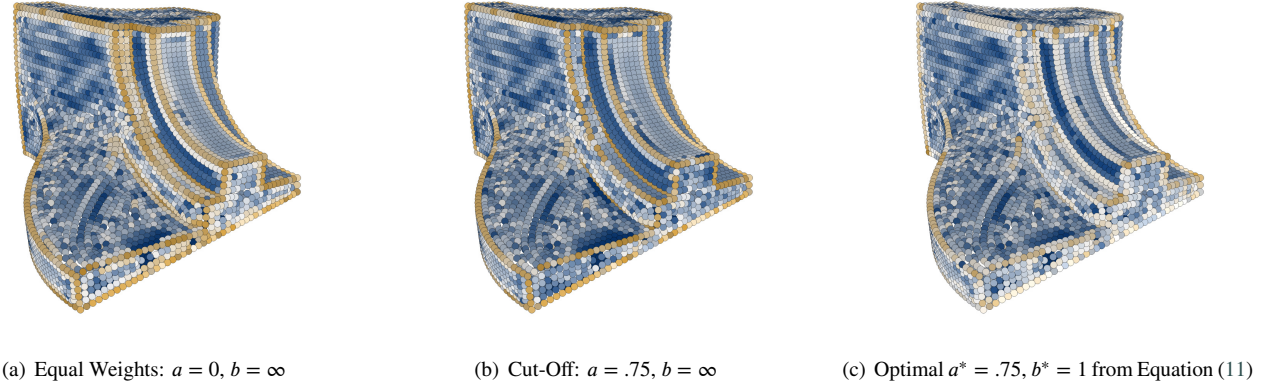 (a) Equal Weights: a = 0, b = ∞
(b) Cut-Off: a = .75, b = ∞
(c) Optimal a* = .75, b* = 1 from Equation (11)